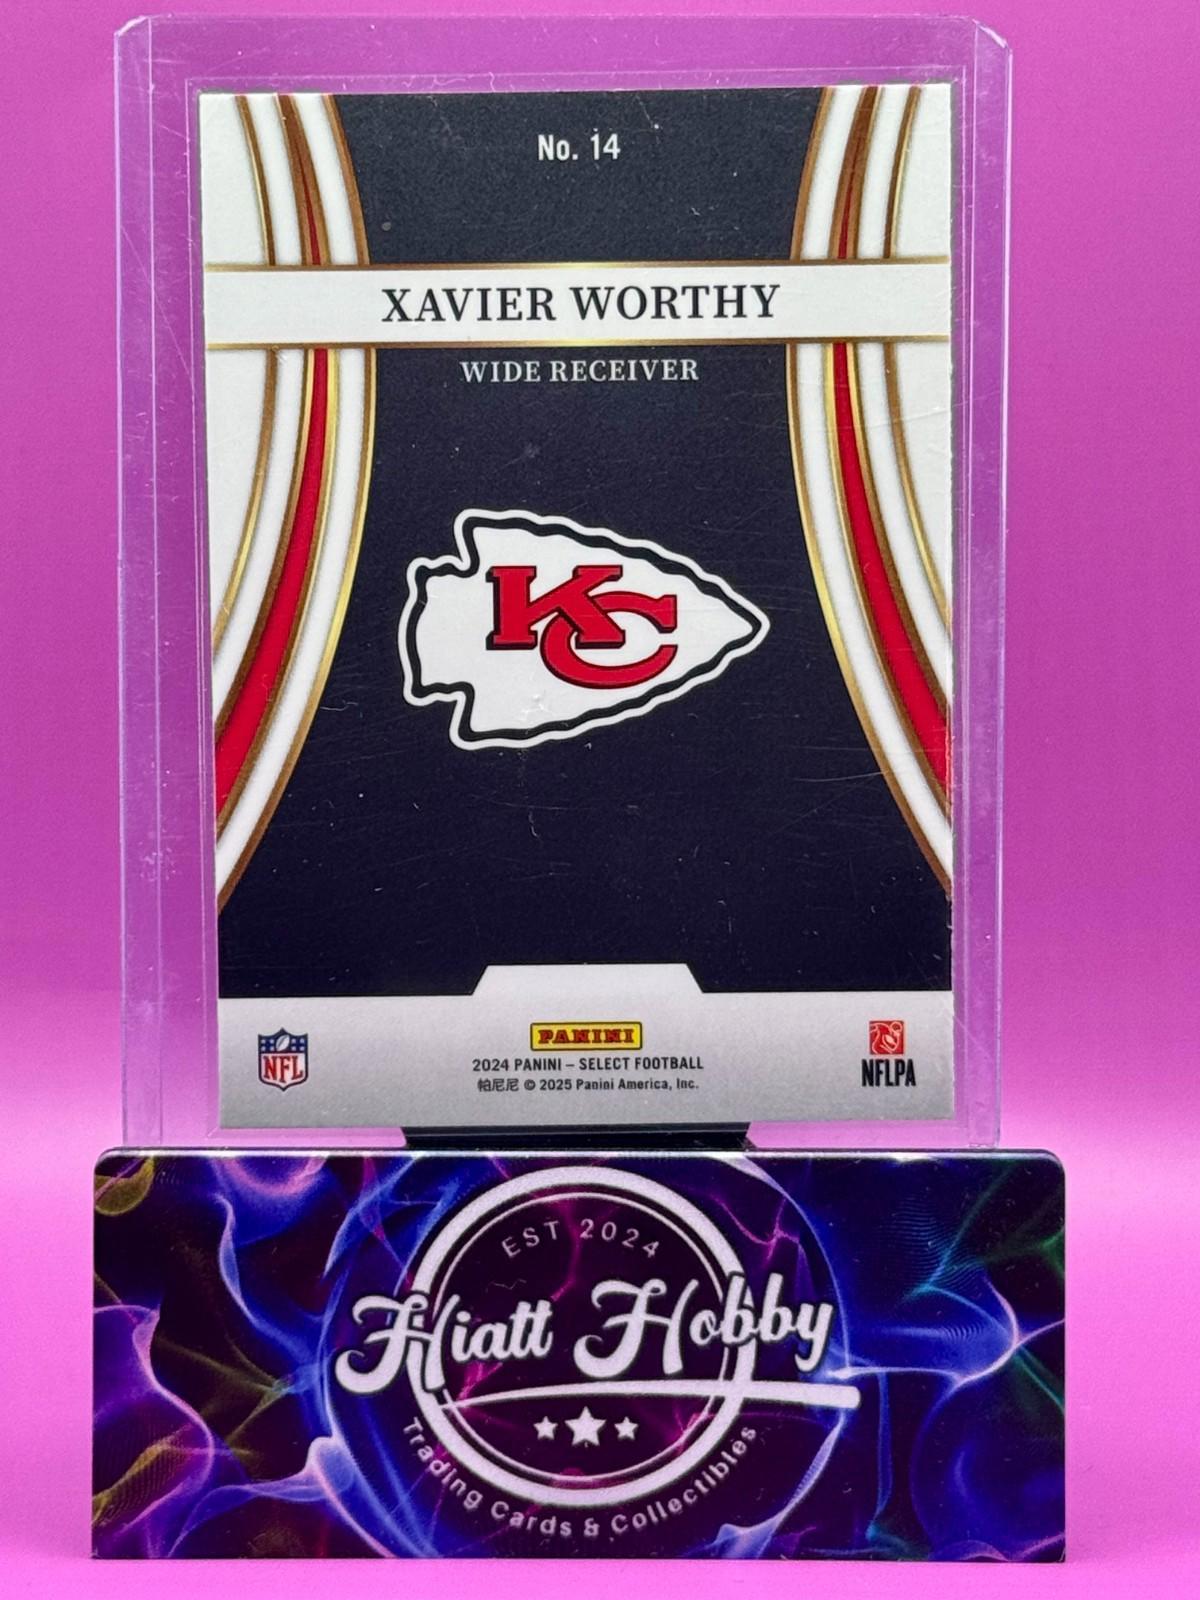 No. 14
XAVIER WORTHY
WIDE RECEIVER
KC
NFL
PANINI
2024 PANINI – SELECT FOOTBALL
帕尼尼 © 2025 Panini America, Inc.
NFLPA
EST 2024
Hiatt Hobby
Trading Cards & Collectibles